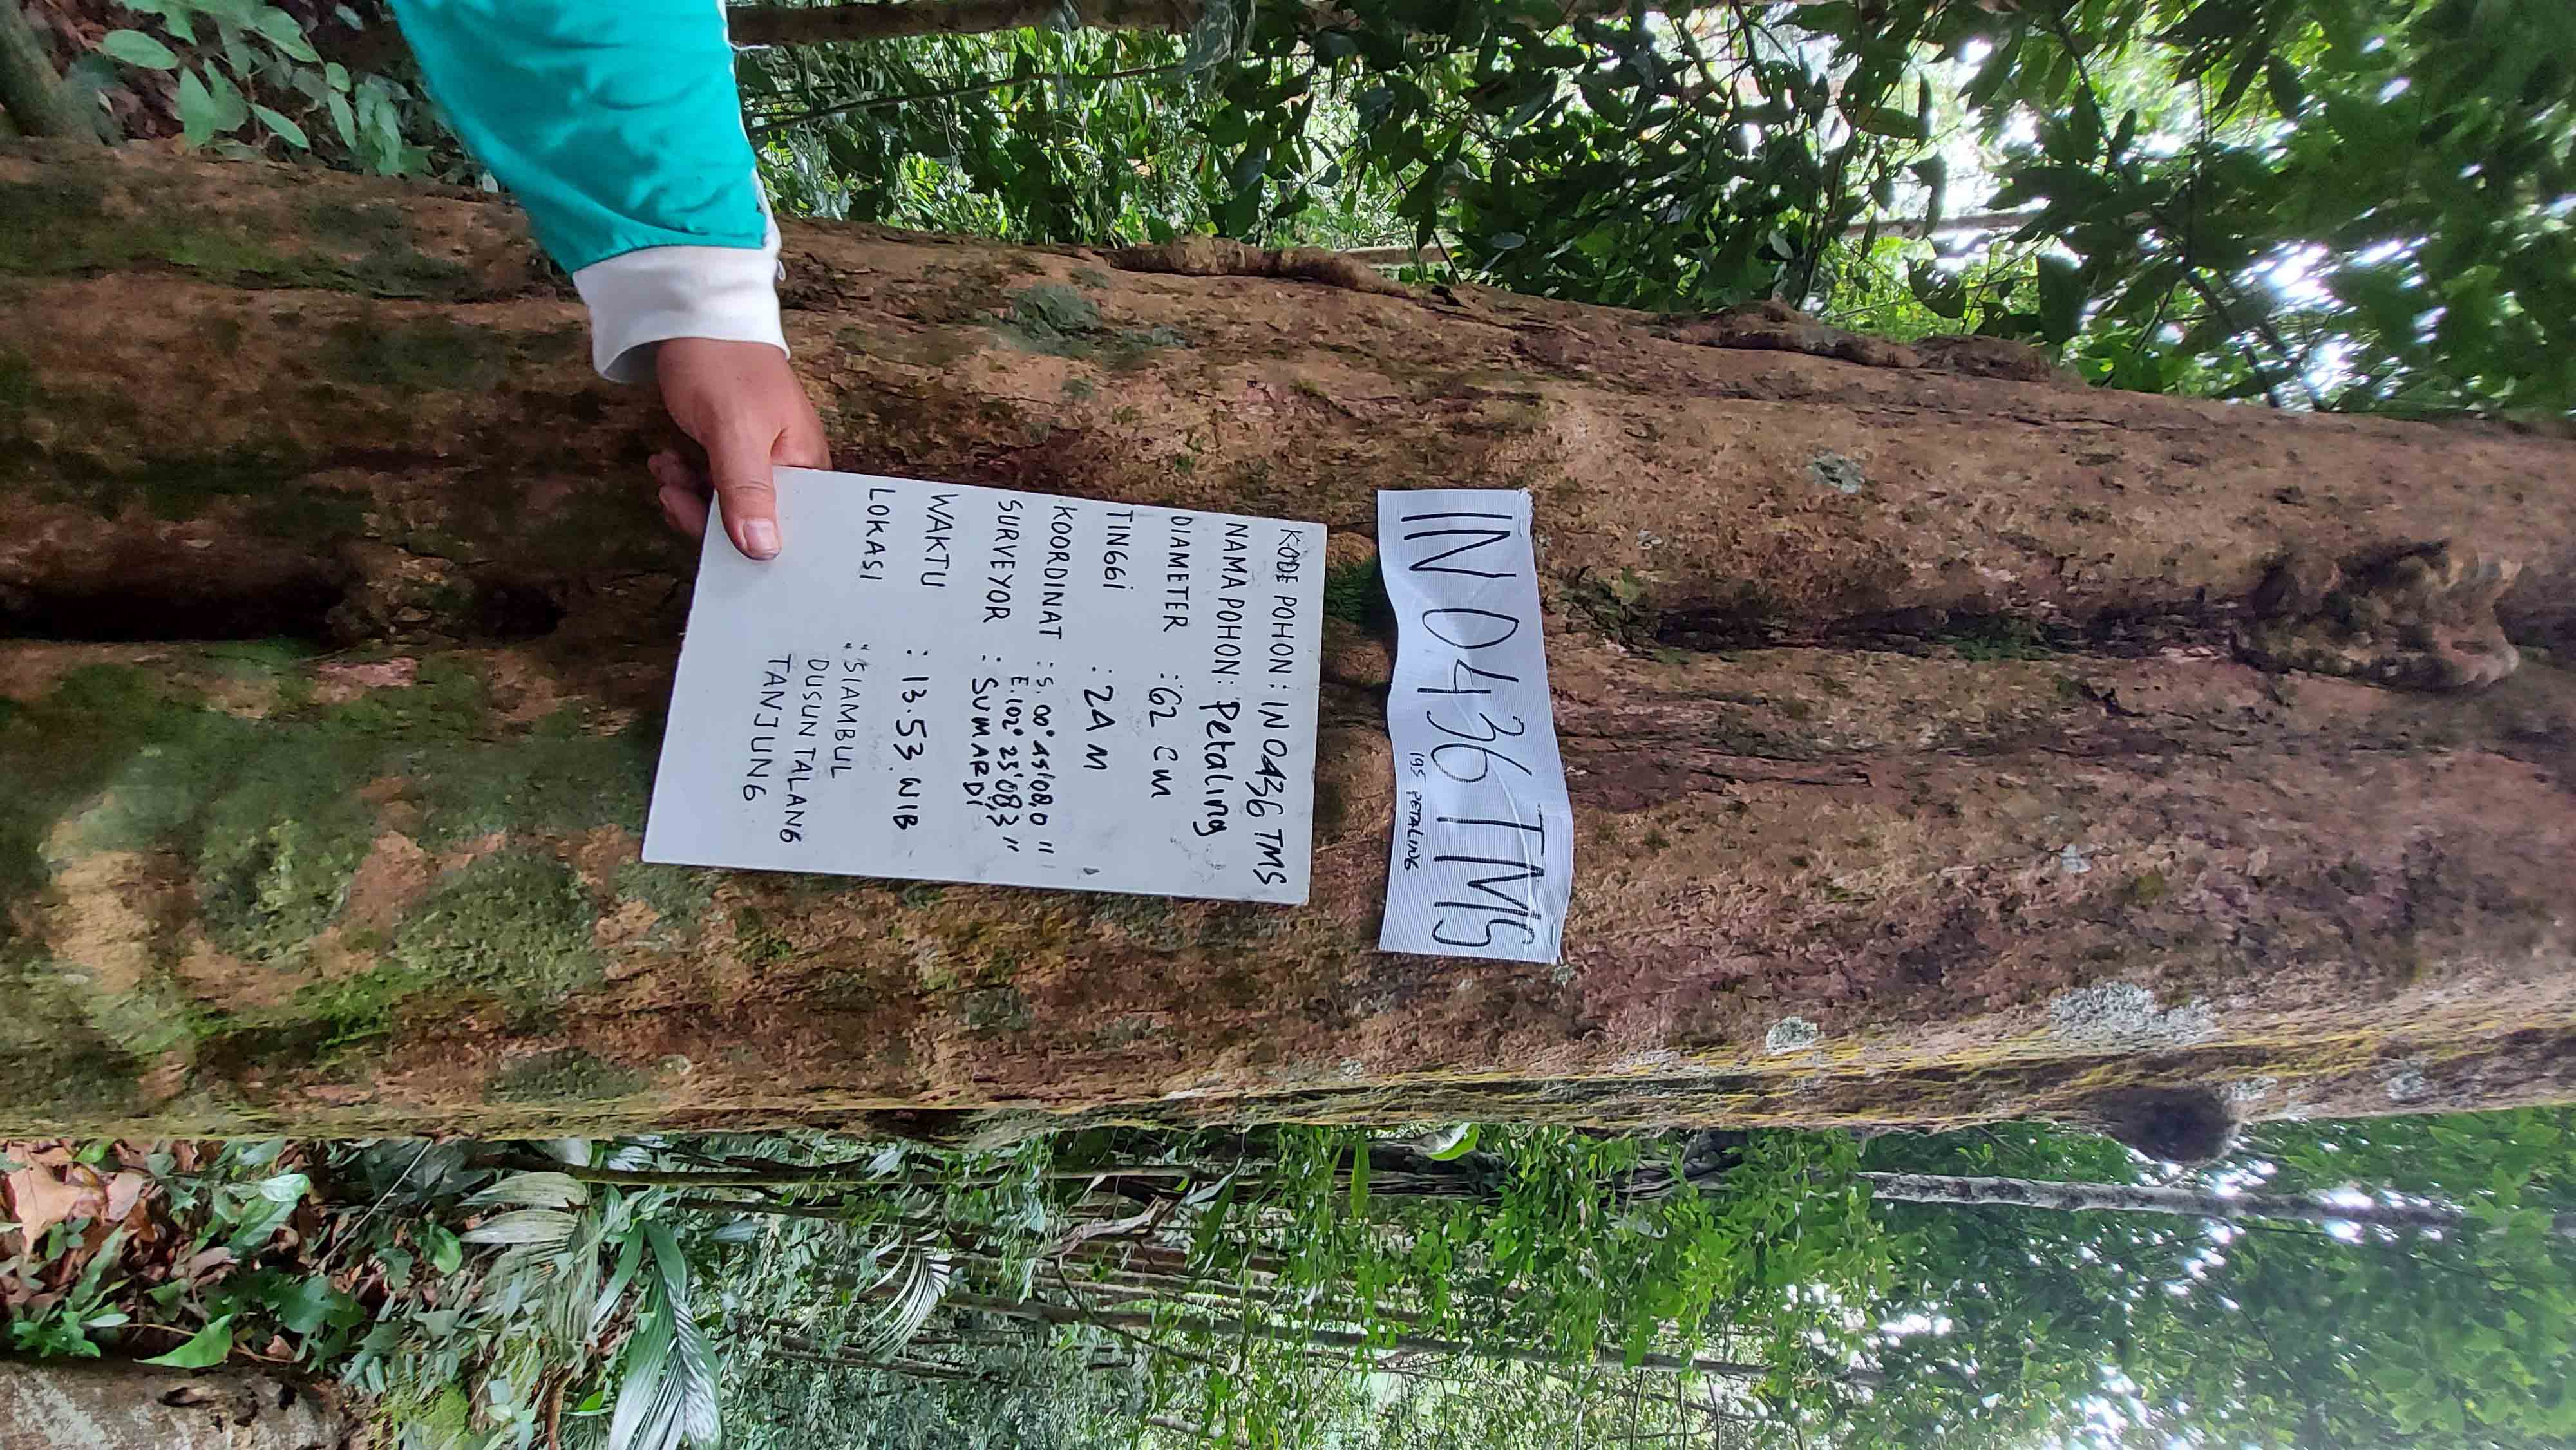 IN 0436 TMS
195 PETALING
KODE POHON : IN 0436 TMS
NAMA POHON : Petaling
DIAMETER : 62 CM
TINGGI : 24 M
KOORDINAT : S. 00° 45'08,0 "
E. 102° 25'08,3 "
SURVEYOR : SUMARDI
WAKTU : 13.53 WIB
LOKASI : SIAMBUL
DUSUN TALANG
TANJUNG